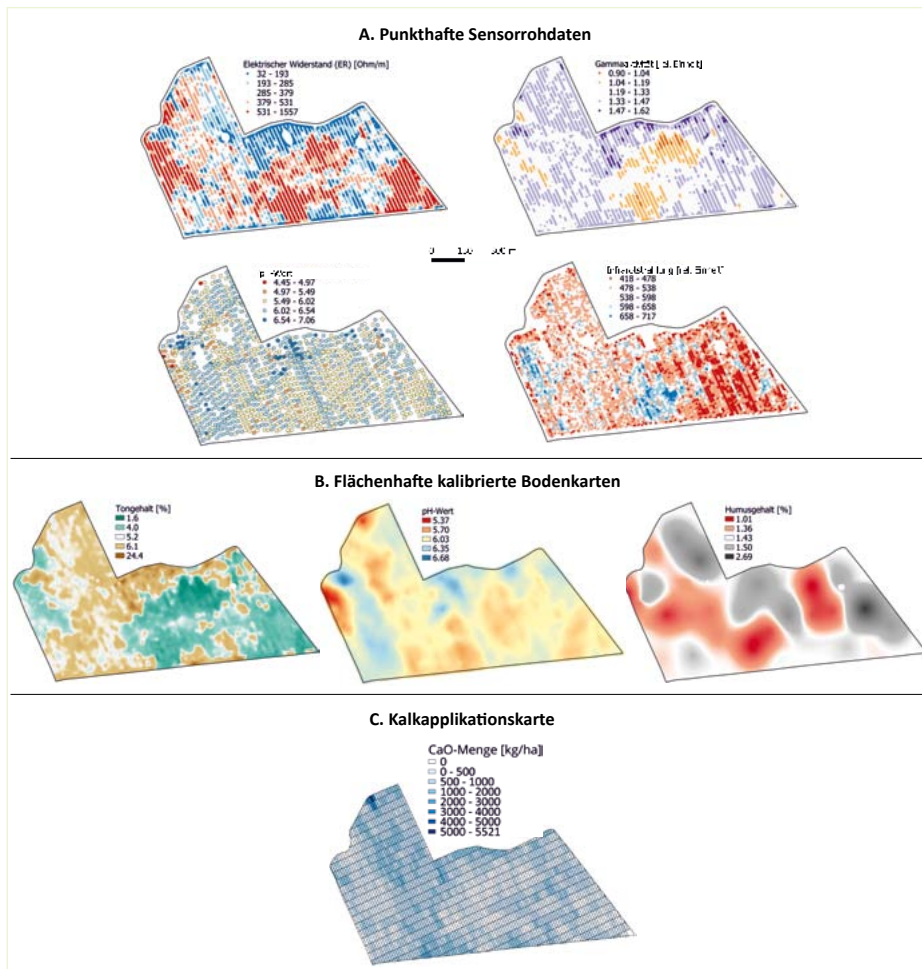 A. Punkthafte Sensorrohdaten
Elektrischer Widerstand (ER) [Ohm/m]
32 - 193
193 - 285
285 - 379
379 - 531
531 - 1557
0.90 - 1.04
1.04 - 1.19
1.19 - 1.33
1.33 - 1.47
1.47 - 1.62
4.45 - 4.97
4.97 - 5.49
5.49 - 6.02
6.02 - 6.54
6.54 - 7.06
418 - 478
478 - 538
538 - 598
598 - 658
658 - 717
B. Flächenhafte kalibrierte Bodenkarten
Tongehalt [%]
1.6
4.0
5.2
6.1
24.4
pH-Wert
5.37
5.70
6.03
6.35
6.68
Humusgehalt [%]
1.01
1.36
1.43
1.50
2.69
C. Kalkapplikationskarte
CaO-Menge [kg/ha]
0
0 - 500
500 - 1000
1000 - 2000
2000 - 3000
3000 - 4000
4000 - 5000
5000 - 5521